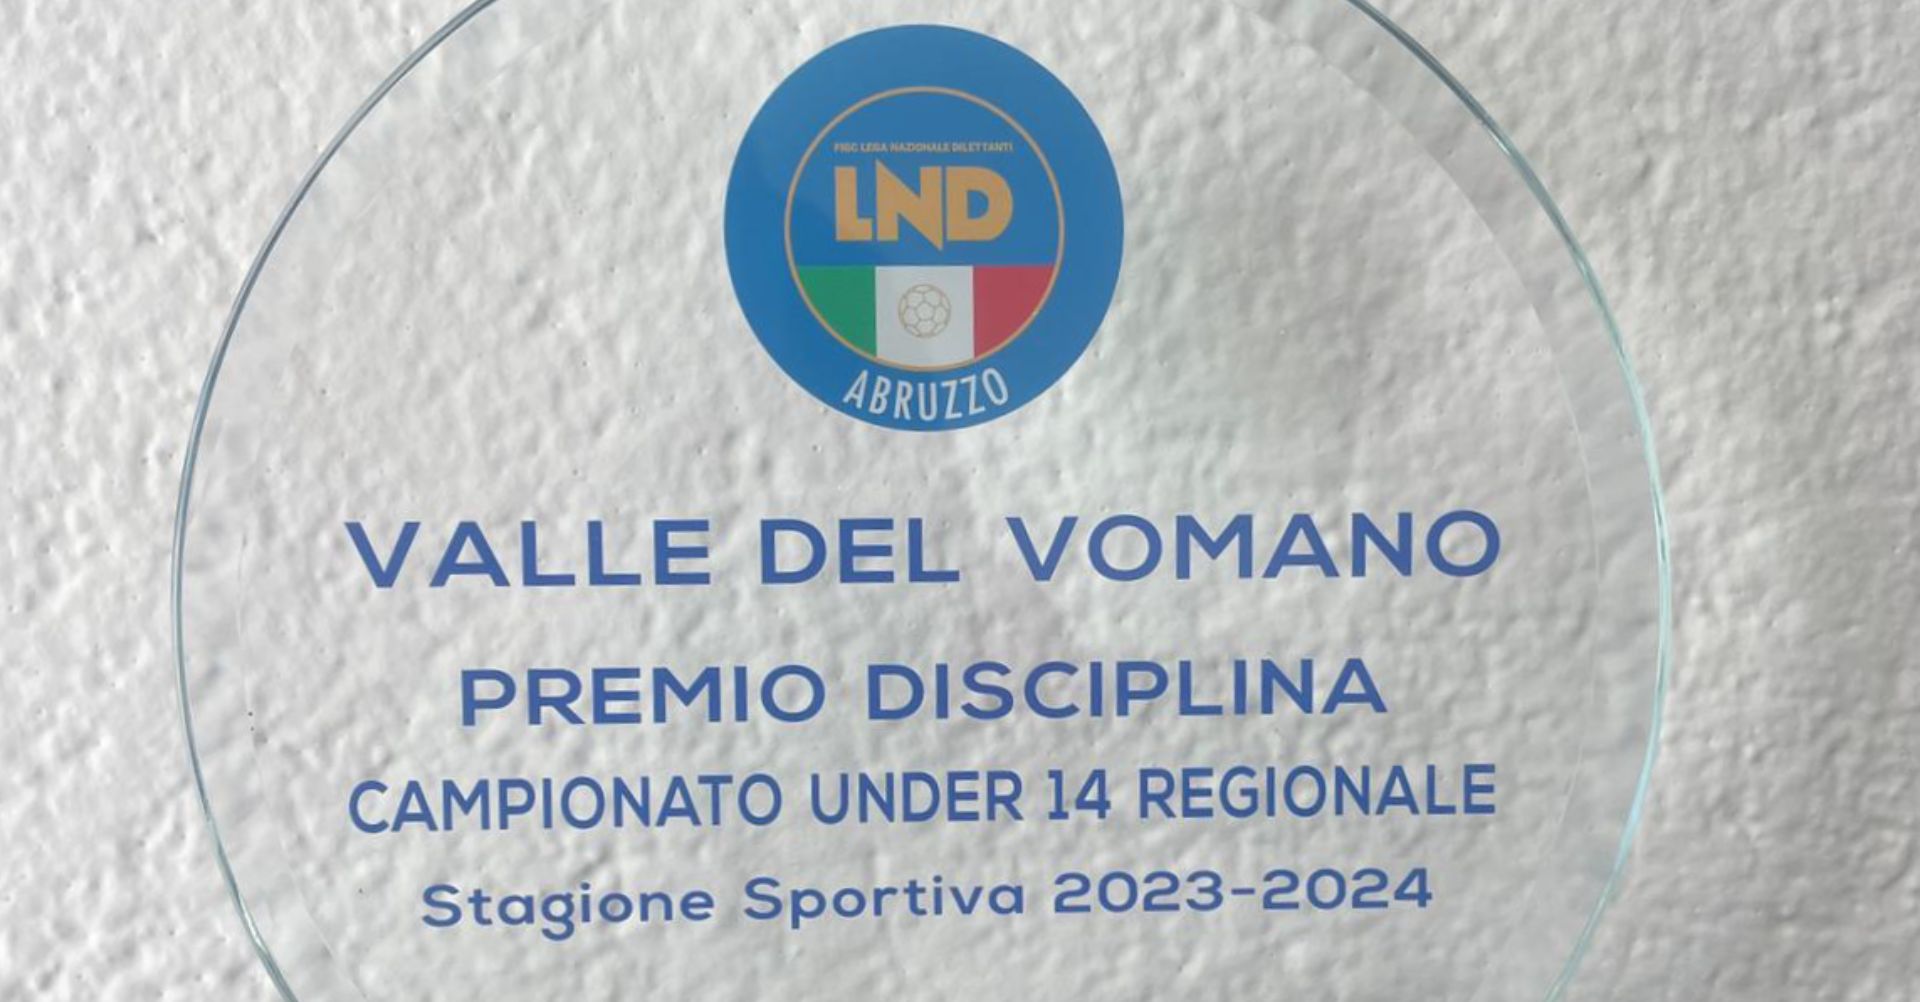 FIGC LEGA NAZIONALE DILETTANTI
LND
ABRUZZO
VALLE DEL VOMANO
PREMIO DISCIPLINA
CAMPIONATO UNDER 14 REGIONALE
Stagione Sportiva 2023-2024